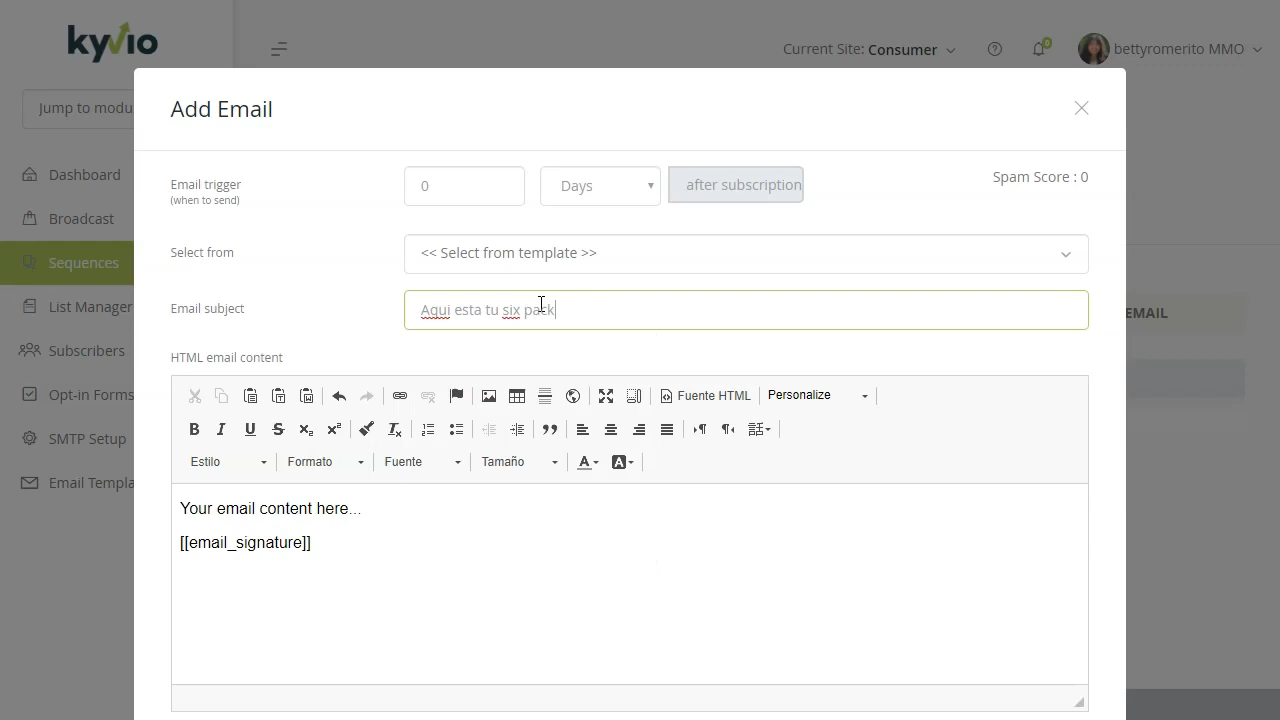 kyvio
Current Site: Consumer
0
bettyromerito MMO
Jump to modu
Add Email
Dashboard
Broadcast
Sequences
List Manager
Subscribers
Opt-in Forms
SMTP Setup
Email Templa
Email trigger
(when to send)
0
Days
after subscription
Spam Score : 0
Select from
<< Select from template >>
Email subject
Aqui esta tu six pack
EMAIL
HTML email content
Fuente HTML
Personalize
Estilo
Formato
Fuente
Tamaño
Your email content here...
[[email_signature]]